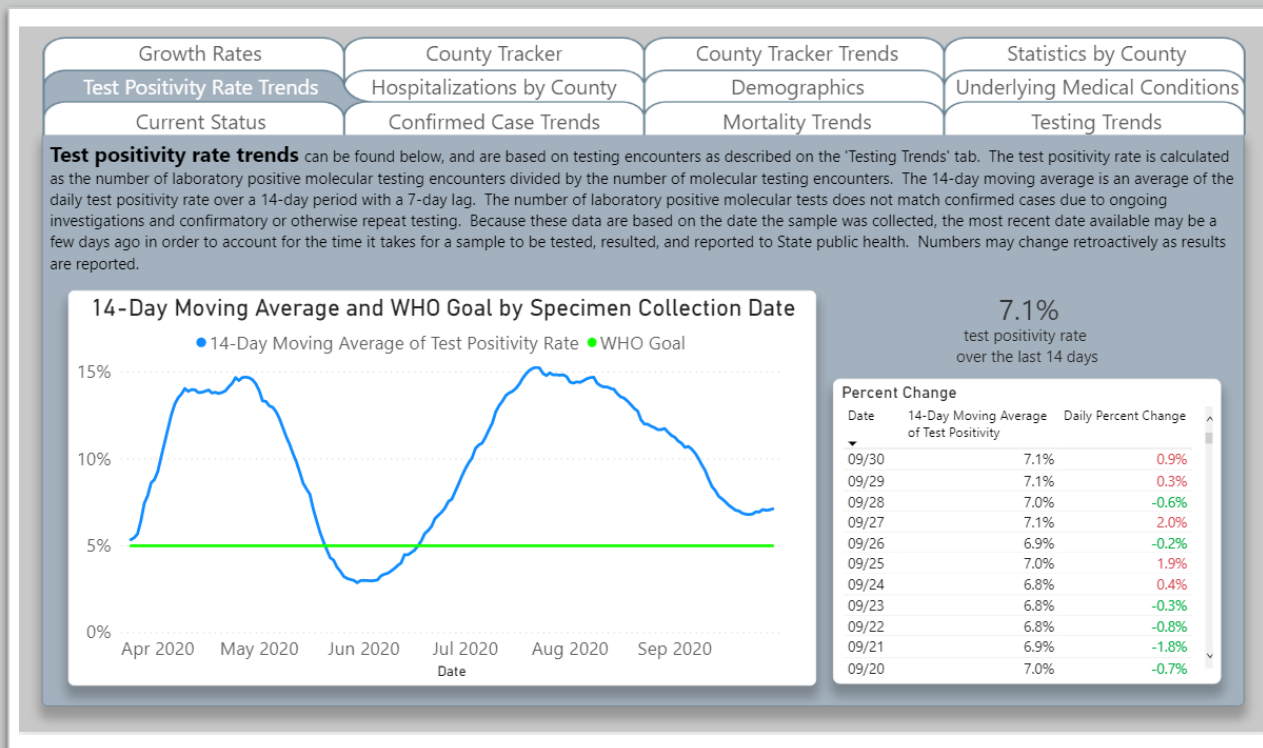 Growth Rates County Tracker County Tracker Trends Statistics by County
Test Positivity Rate Trends Hospitalizations by County Demographics Underlying Medical Conditions
Current Status Confirmed Case Trends Mortality Trends Testing Trends
Test positivity rate trends can be found below, and are based on testing encounters as described on the 'Testing Trends' tab. The test positivity rate is calculated
as the number of laboratory positive molecular testing encounters divided by the number of molecular testing encounters. The 14-day moving average is an average of the
daily test positivity rate over a 14-day period with a 7-day lag. The number of laboratory positive molecular tests does not match confirmed cases due to ongoing
investigations and confirmatory or otherwise repeat testing. Because these data are based on the date the sample was collected, the most recent date available may be a
few days ago in order to account for the time it takes for a sample to be tested, resulted, and reported to State public health. Numbers may change retroactively as results
are reported.
14-Day Moving Average and WHO Goal by Specimen Collection Date
14-Day Moving Average of Test Positivity Rate WHO Goal
15%
10%
5%
0%
Apr 2020 May 2020 Jun 2020 Jul 2020 Aug 2020 Sep 2020
Date
7.1%
test positivity rate
over the last 14 days
Percent Change
Date 14-Day Moving Average Daily Percent Change
of Test Positivity
09/30 7.1% 0.9%
09/29 7.1% 0.3%
09/28 7.0% -0.6%
09/27 7.1% 2.0%
09/26 6.9% -0.2%
09/25 7.0% 1.9%
09/24 6.8% 0.4%
09/23 6.8% -0.3%
09/22 6.8% -0.8%
09/21 6.9% -1.8%
09/20 7.0% -0.7%